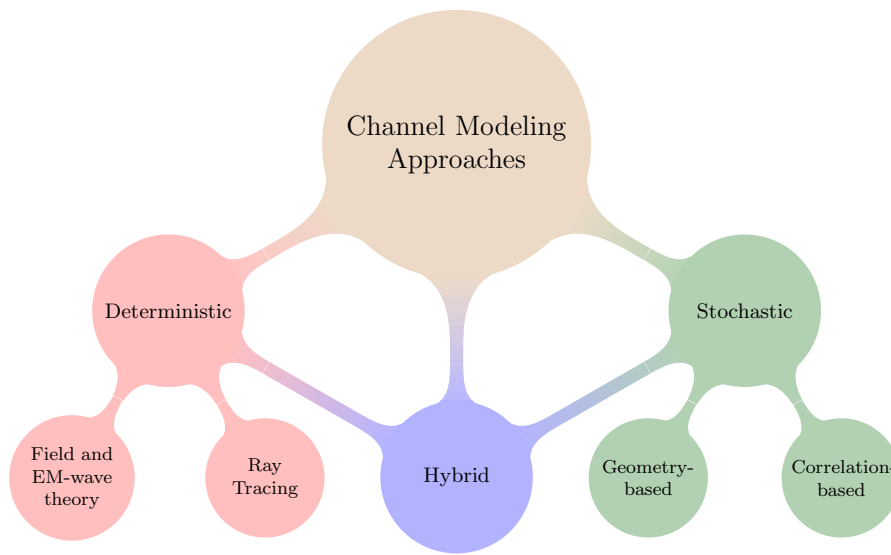 Channel Modeling
Approaches
Deterministic
Stochastic
Field and
EM-wave
theory
Ray
Tracing
Hybrid
Geometry-
based
Correlation-
based